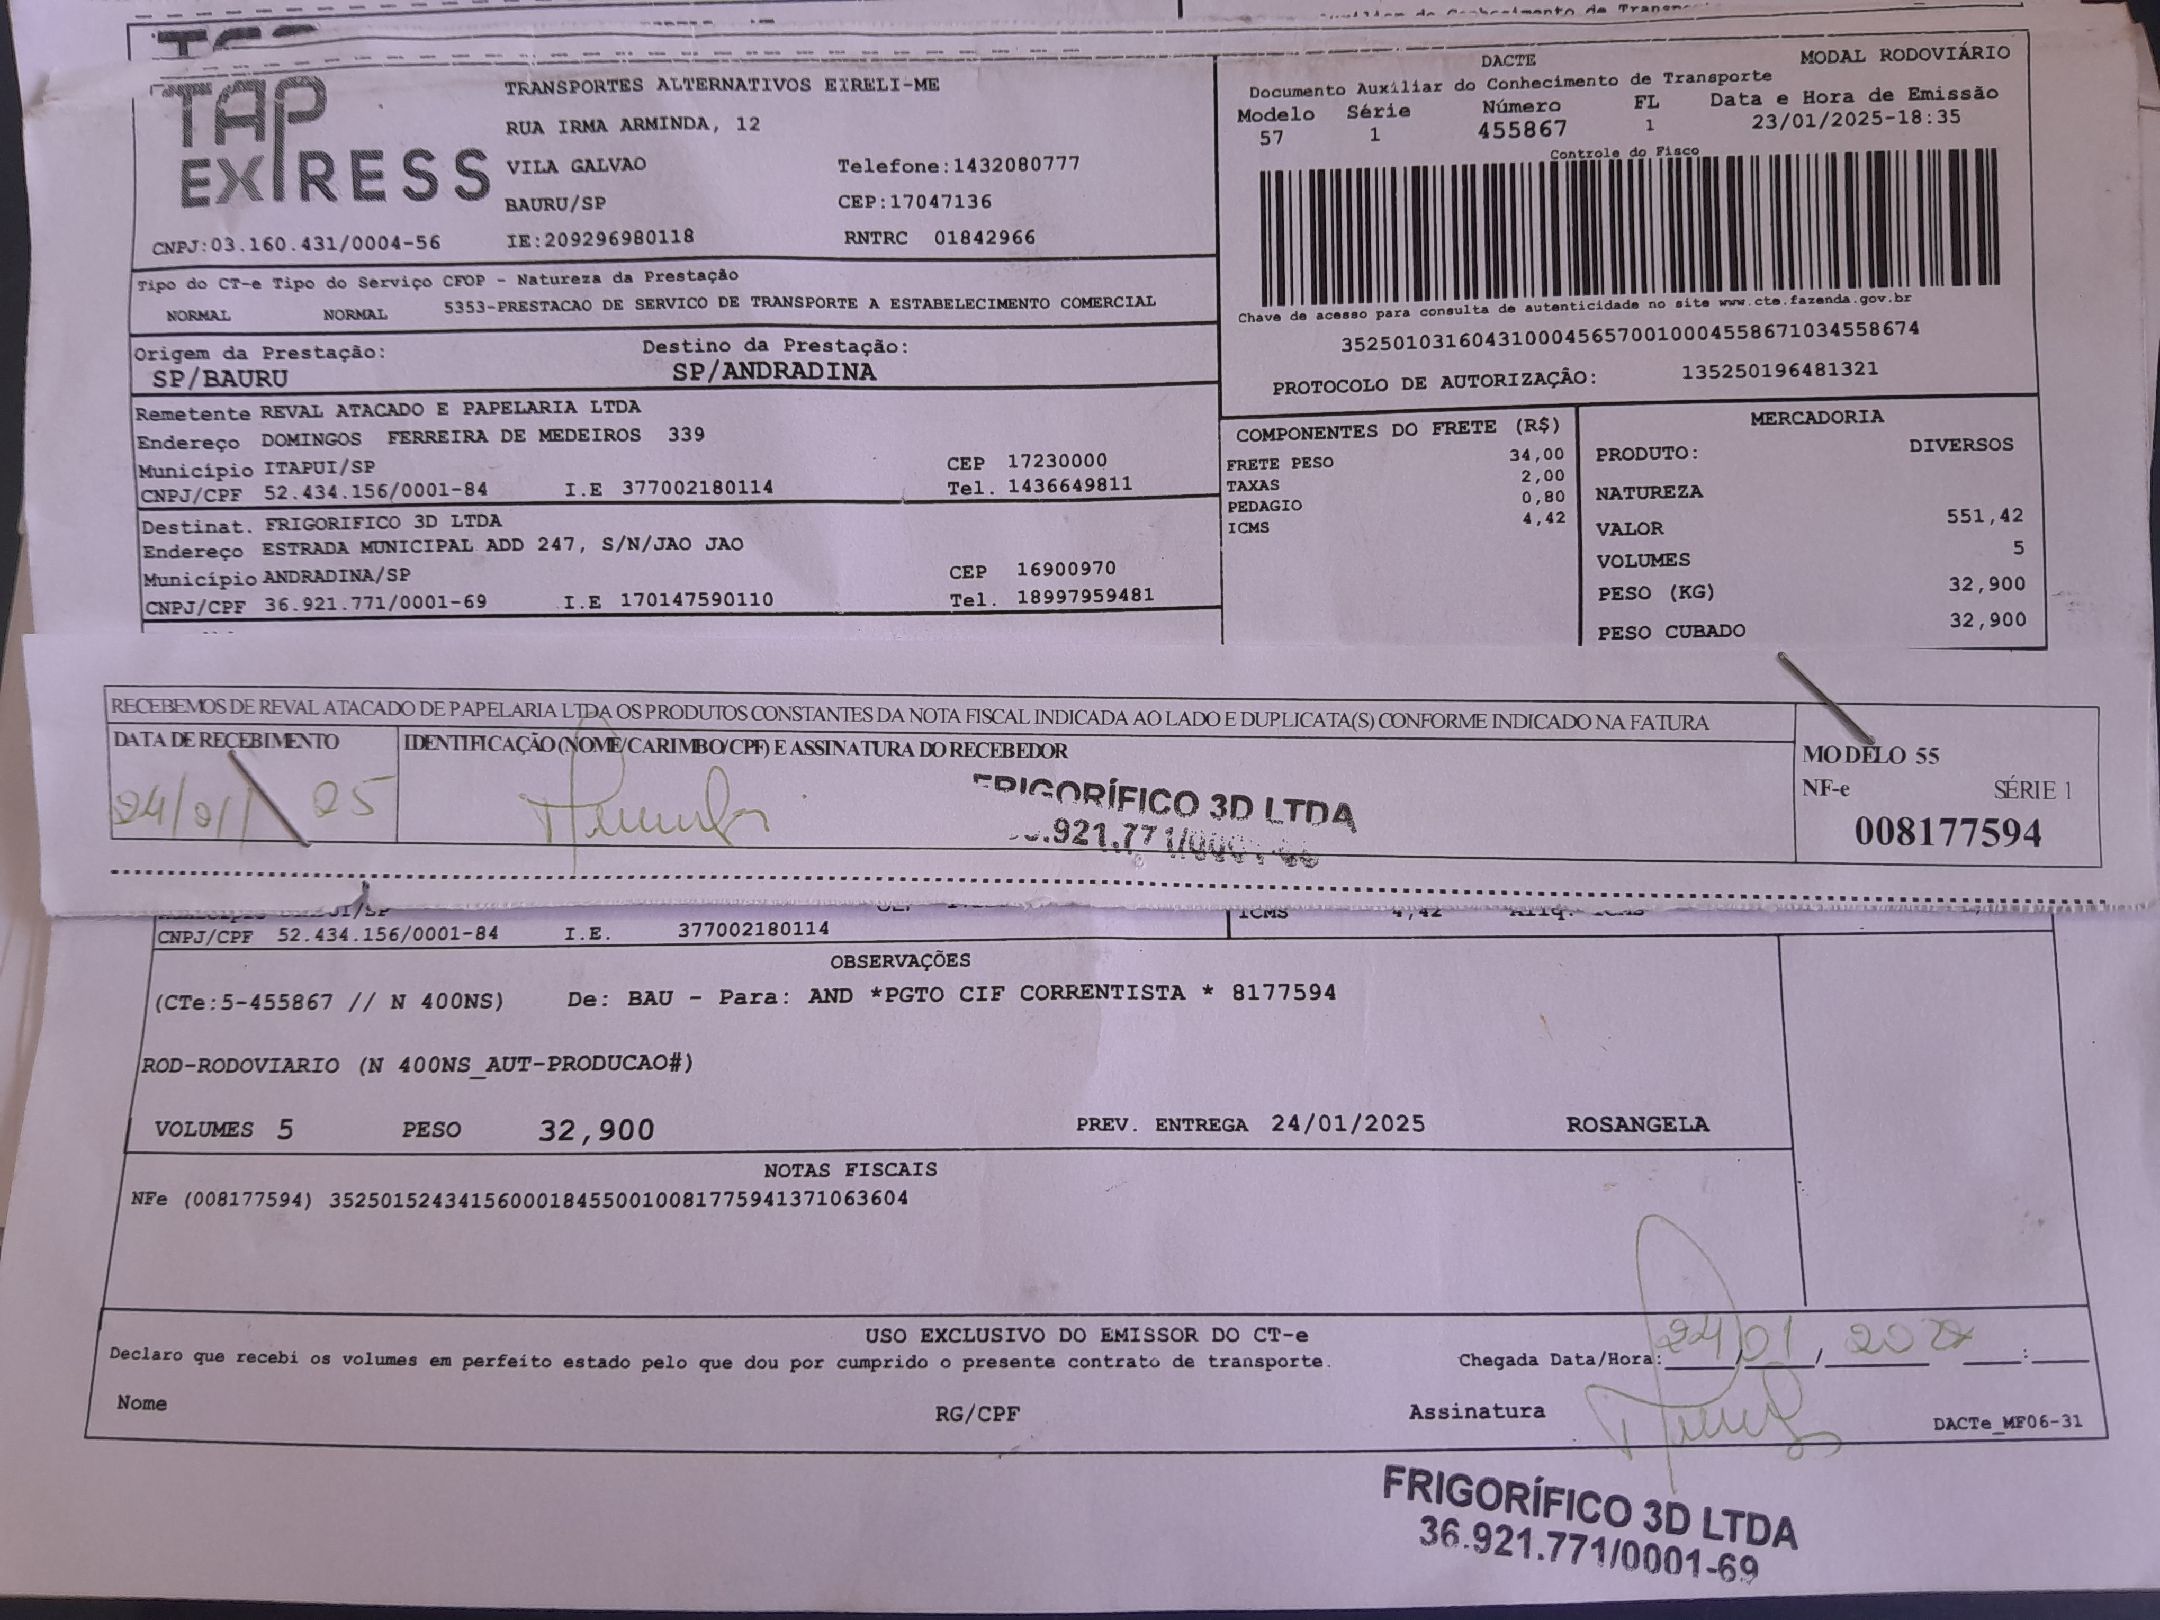 TAP EXPRESS
TRANSPORTES ALTERNATIVOS EIRELI-ME
RUA IRMA ARMINDA, 12
VILA GALVAO Telefone:1432080777
BAURU/SP CEP:17047136
CNPJ:03.160.431/0004-56 IE:209296980118 RNTRC 01842966
DACTE MODAL RODOVIÁRIO
Documento Auxiliar do Conhecimento de Transporte
Modelo Série Número FL Data e Hora de Emissão
57 1 455867 1 23/01/2025-18:35
Controle do Fisco
Chave de acesso para consulta de autenticidade no site www.cte.fazenda.gov.br
35250103160431000456570010004558671034558674
PROTOCOLO DE AUTORIZAÇÃO: 135250196481321
Tipo do CT-e Tipo do Serviço CFOP - Natureza da Prestação
NORMAL NORMAL 5353-PRESTACAO DE SERVICO DE TRANSPORTE A ESTABELECIMENTO COMERCIAL
Origem da Prestação: Destino da Prestação:
SP/BAURU SP/ANDRADINA
Remetente REVAL ATACADO E PAPELARIA LTDA
Endereço DOMINGOS FERREIRA DE MEDEIROS 339
Município ITAPUI/SP CEP 17230000
CNPJ/CPF 52.434.156/0001-84 I.E 377002180114 Tel. 1436649811
Destinat. FRIGORIFICO 3D LTDA
Endereço ESTRADA MUNICIPAL ADD 247, S/N/JAO JAO
Município ANDRADINA/SP CEP 16900970
CNPJ/CPF 36.921.771/0001-69 I.E 170147590110 Tel. 18997959481
COMPONENTES DO FRETE (R$)
FRETE PESO 34,00
TAXAS 2,00
PEDAGIO 0,80
ICMS 4,42
MERCADORIA
PRODUTO: DIVERSOS
NATUREZA
VALOR 551,42
VOLUMES 5
PESO (KG) 32,900
PESO CUBADO 32,900
RECEBEMOS DE REVAL ATACADO DE PAPELARIA LTDA OS PRODUTOS CONSTANTES DA NOTA FISCAL INDICADA AO LADO E DUPLICATA(S) CONFORME INDICADO NA FATURA
DATA DE RECEBIMENTO IDENTIFICAÇÃO (NOME/CARIMBO/CPF) E ASSINATURA DO RECEBEDOR
24/01/25
FRIGORÍFICO 3D LTDA
.921.771/0001-
MODELO 55
NF-e SÉRIE 1
008177594
ICMS 4,42
CNPJ/CPF 52.434.156/0001-84 I.E. 377002180114
OBSERVAÇÕES
(CTe:5-455867 // N 400NS) De: BAU - Para: AND *PGTO CIF CORRENTISTA * 8177594
ROD-RODOVIARIO (N 400NS_AUT-PRODUCAO#)
VOLUMES 5 PESO 32,900 PREV. ENTREGA 24/01/2025 ROSANGELA
NOTAS FISCAIS
NFe (008177594) 35250152434156000184550010081775941371063604
USO EXCLUSIVO DO EMISSOR DO CT-e
Declaro que recebi os volumes em perfeito estado pelo que dou por cumprido o presente contrato de transporte.
Chegada Data/Hora: 24/01/
Nome RG/CPF Assinatura DACTe_MF06-31
FRIGORÍFICO 3D LTDA
36.921.771/0001-69